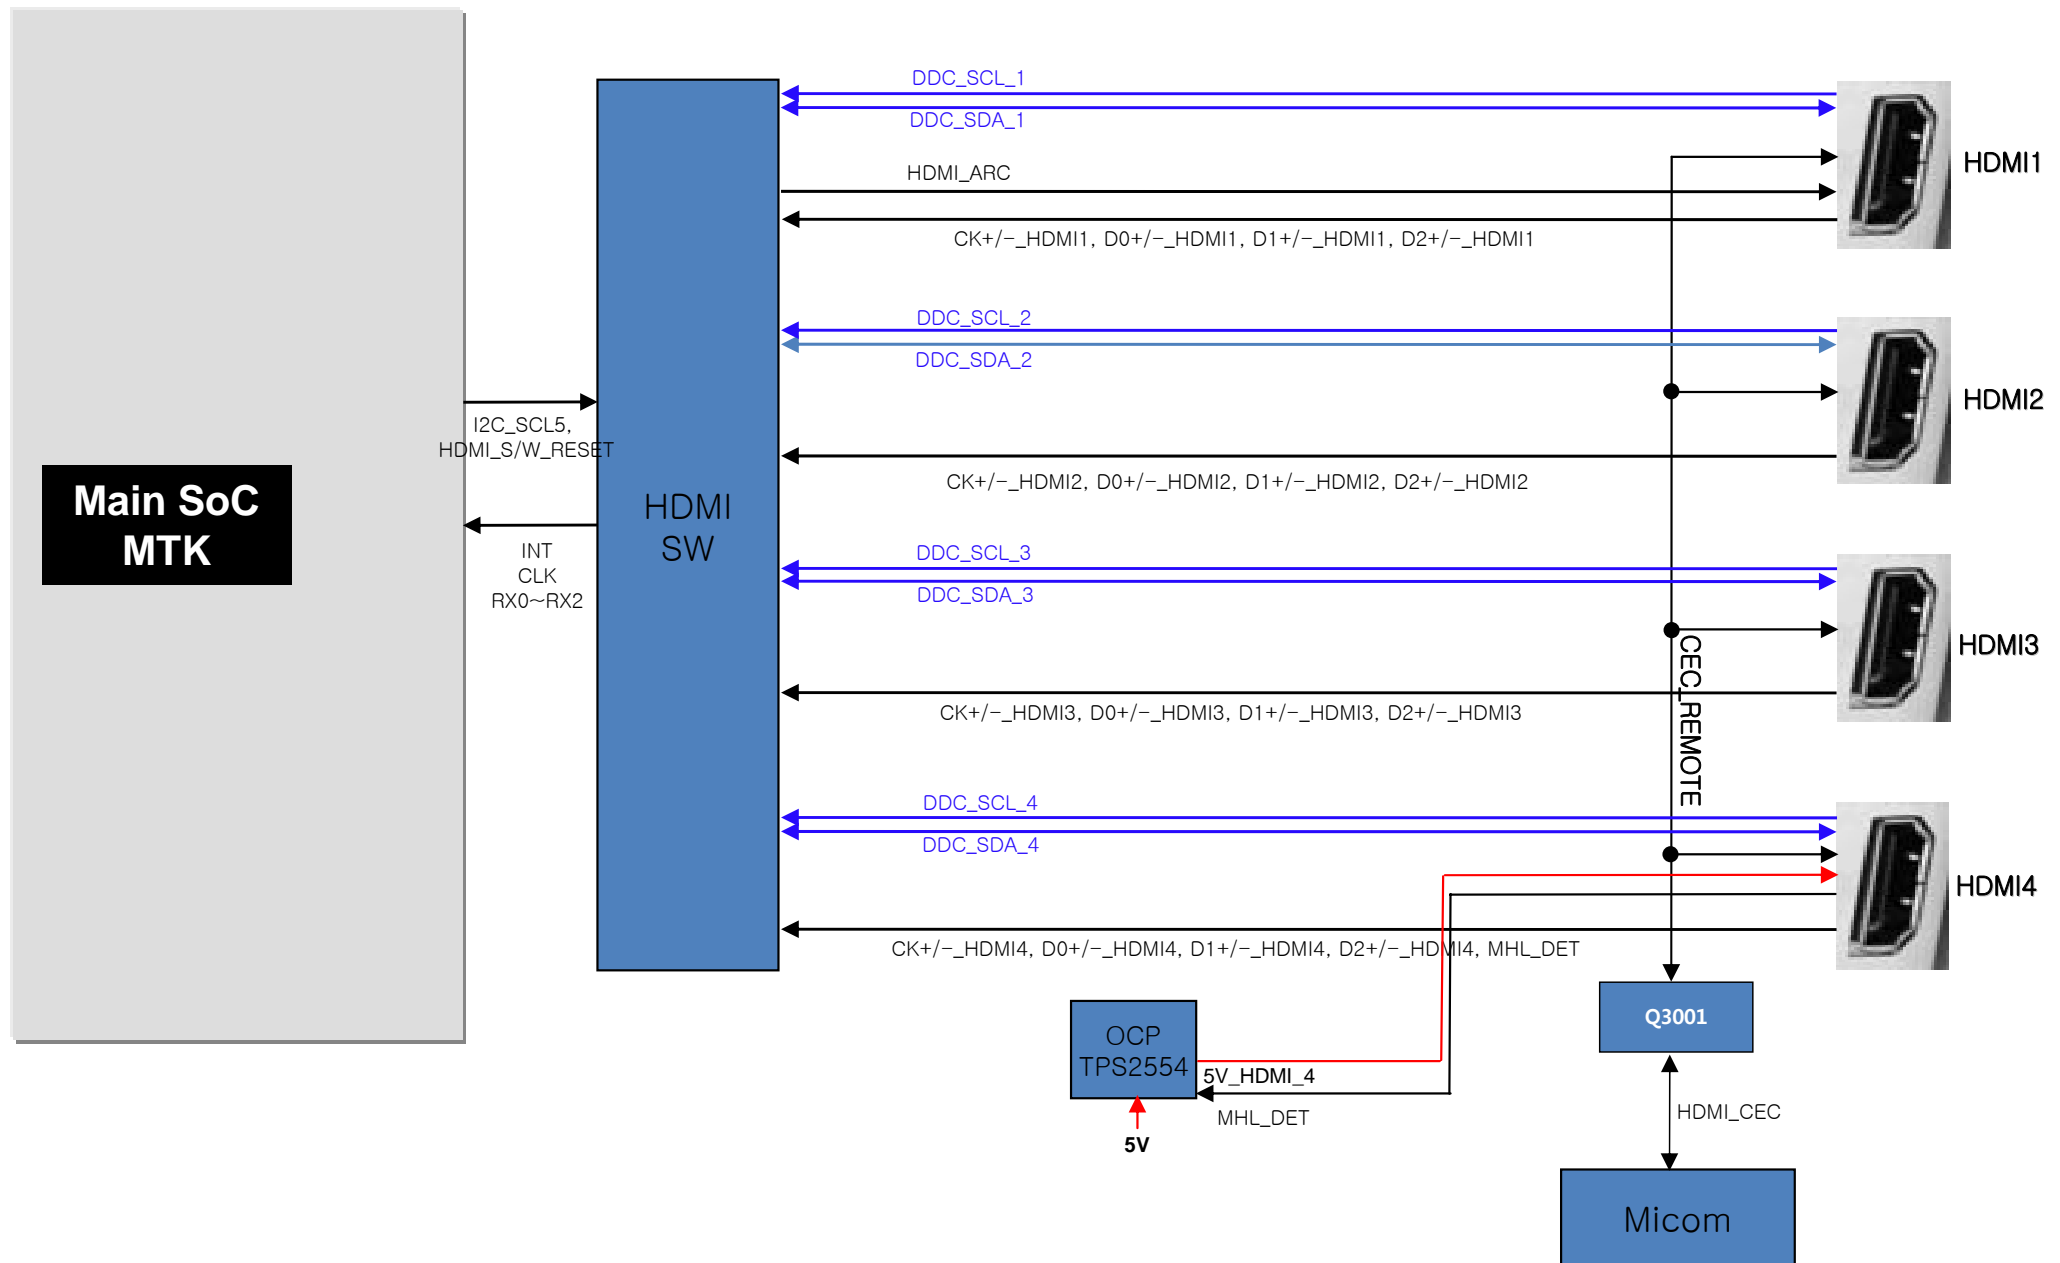 DDC_SCL_1
DDC_SDA_1
HDMI1
HDMI_ARC
CK+/-_HDMI1, D0+/-_HDMI1, D1+/-_HDMI1, D2+/-_HDMI1
DDC_SCL_2
DDC_SDA_2
HDMI2
I2C_SCL5,
HDMI_S/W_RESET
CK+/-_HDMI2, D0+/-_HDMI2, D1+/-_HDMI2, D2+/-_HDMI2
Main SoC
MTK
HDMI
SW
INT
CLK
RX0~RX2
DDC_SCL_3
DDC_SDA_3
HDMI3
CEC_REMOTE
CK+/-_HDMI3, D0+/-_HDMI3, D1+/-_HDMI3, D2+/-_HDMI3
DDC_SCL_4
DDC_SDA_4
HDMI4
CK+/-_HDMI4, D0+/-_HDMI4, D1+/-_HDMI4, D2+/-_HDMI4, MHL_DET
OCP
TPS2554
Q3001
5V_HDMI_4
MHL_DET
5V
HDMI_CEC
Micom